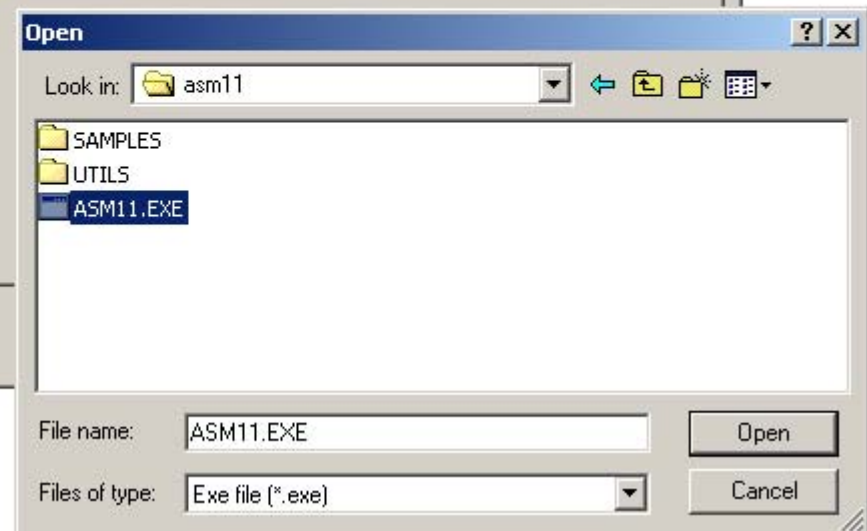 Open
Look in: asm11
SAMPLES
UTILS
ASM11.EXE
File name: ASM11.EXE Open
Files of type: Exe file (*.exe) Cancel